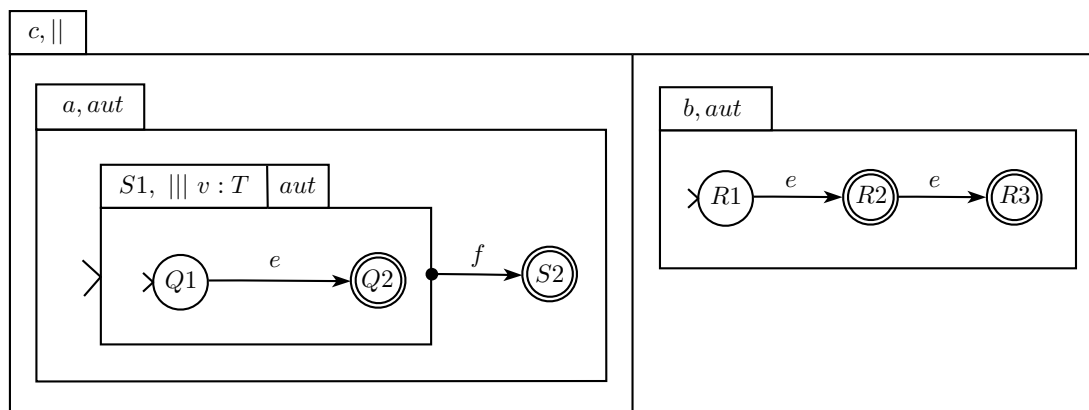 c, ||
a, aut
b, aut
S1, ||| v : T
aut
Q1
e
Q2
f
S2
R1
e
R2
e
R3